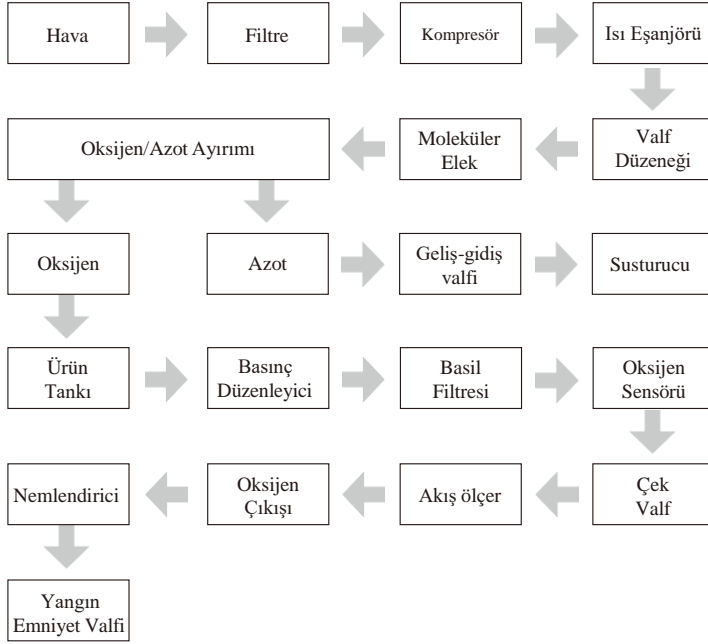 Hava
Filtre
Kompresör
Isı Eşanjörü
Valf
Düzeneği
Moleküler
Elek
Oksijen/Azot Ayırımı
Oksijen
Azot
Geliş-gidiş
valfi
Susturucu
Ürün
Tankı
Basınç
Düzenleyici
Basil
Filtresi
Oksijen
Sensörü
Çek
Valf
Akış ölçer
Oksijen
Çıkışı
Nemlendirici
Yangın
Emniyet Valfi